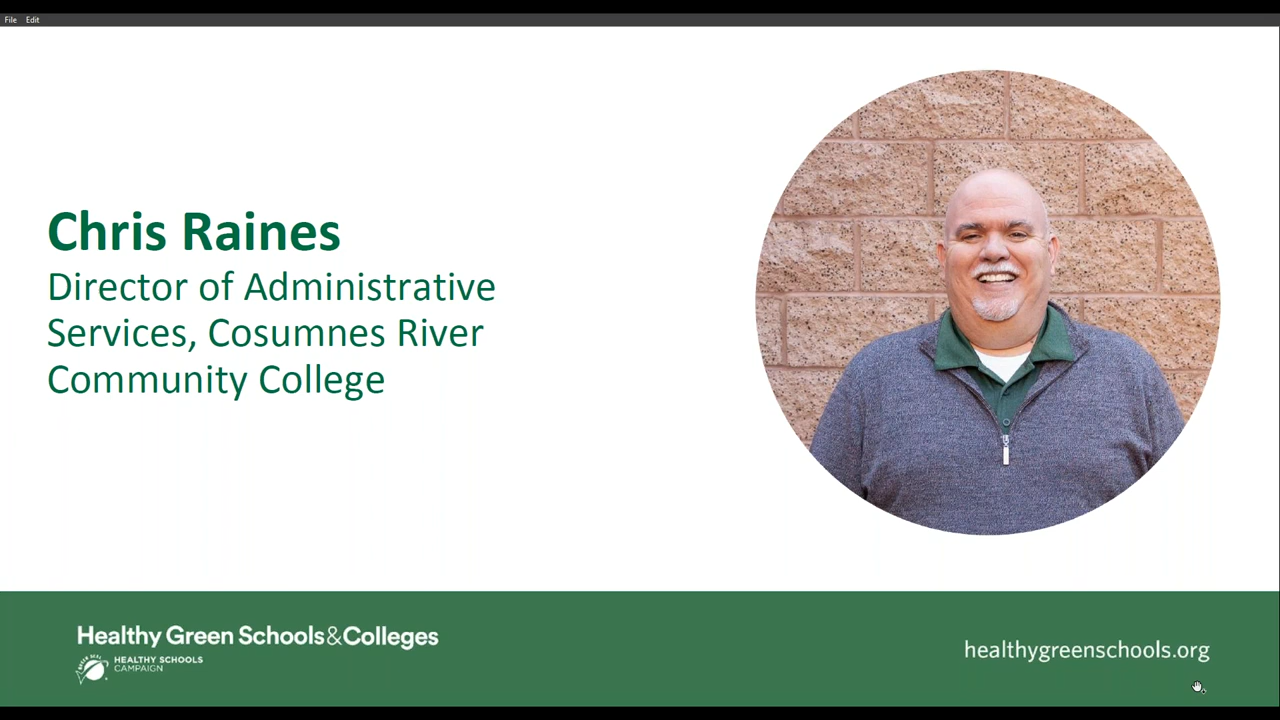 File Edit
Chris Raines
Director of Administrative
Services, Cosumnes River
Community College
Healthy Green Schools&Colleges
HEALTHY SCHOOLS
CAMPAIGN
healthygreenschools.org